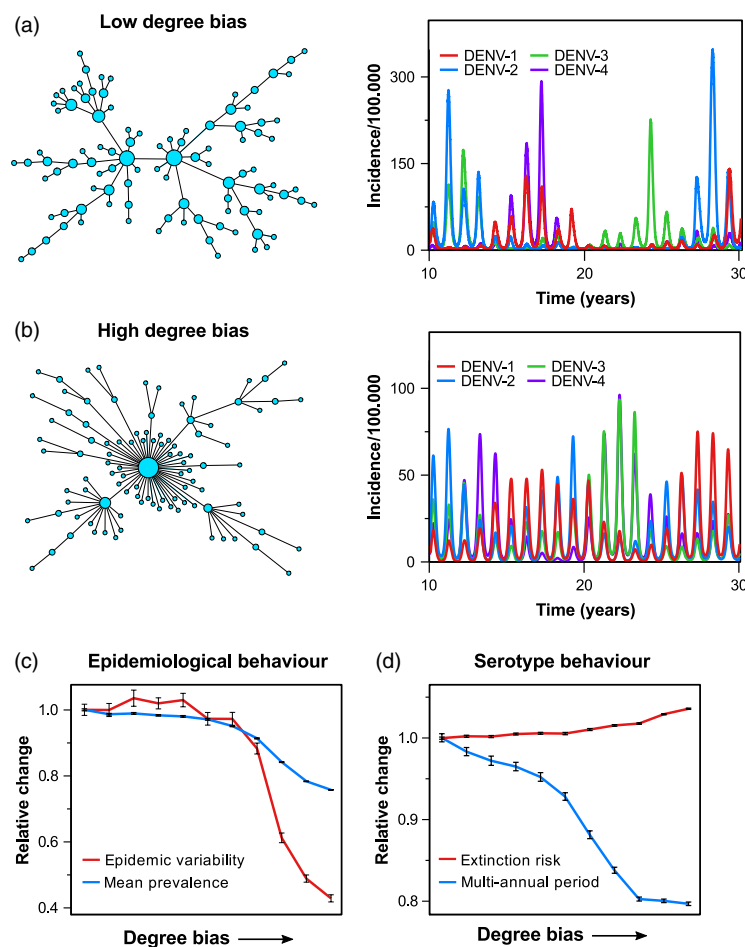 (a)
Low degree bias
DENV-1 DENV-3
DENV-2 DENV-4
Incidence/100.000
300
150
0
10 20 30
Time (years)
(b)
High degree bias
DENV-1 DENV-3
DENV-2 DENV-4
Incidence/100.000
100
50
0
10 20 30
Time (years)
(c) Epidemiological behaviour
Relative change
1.0
0.8
0.6
0.4
Epidemic variability
Mean prevalence
Degree bias
(d) Serotype behaviour
Relative change
1.0
0.9
0.8
Extinction risk
Multi-annual period
Degree bias